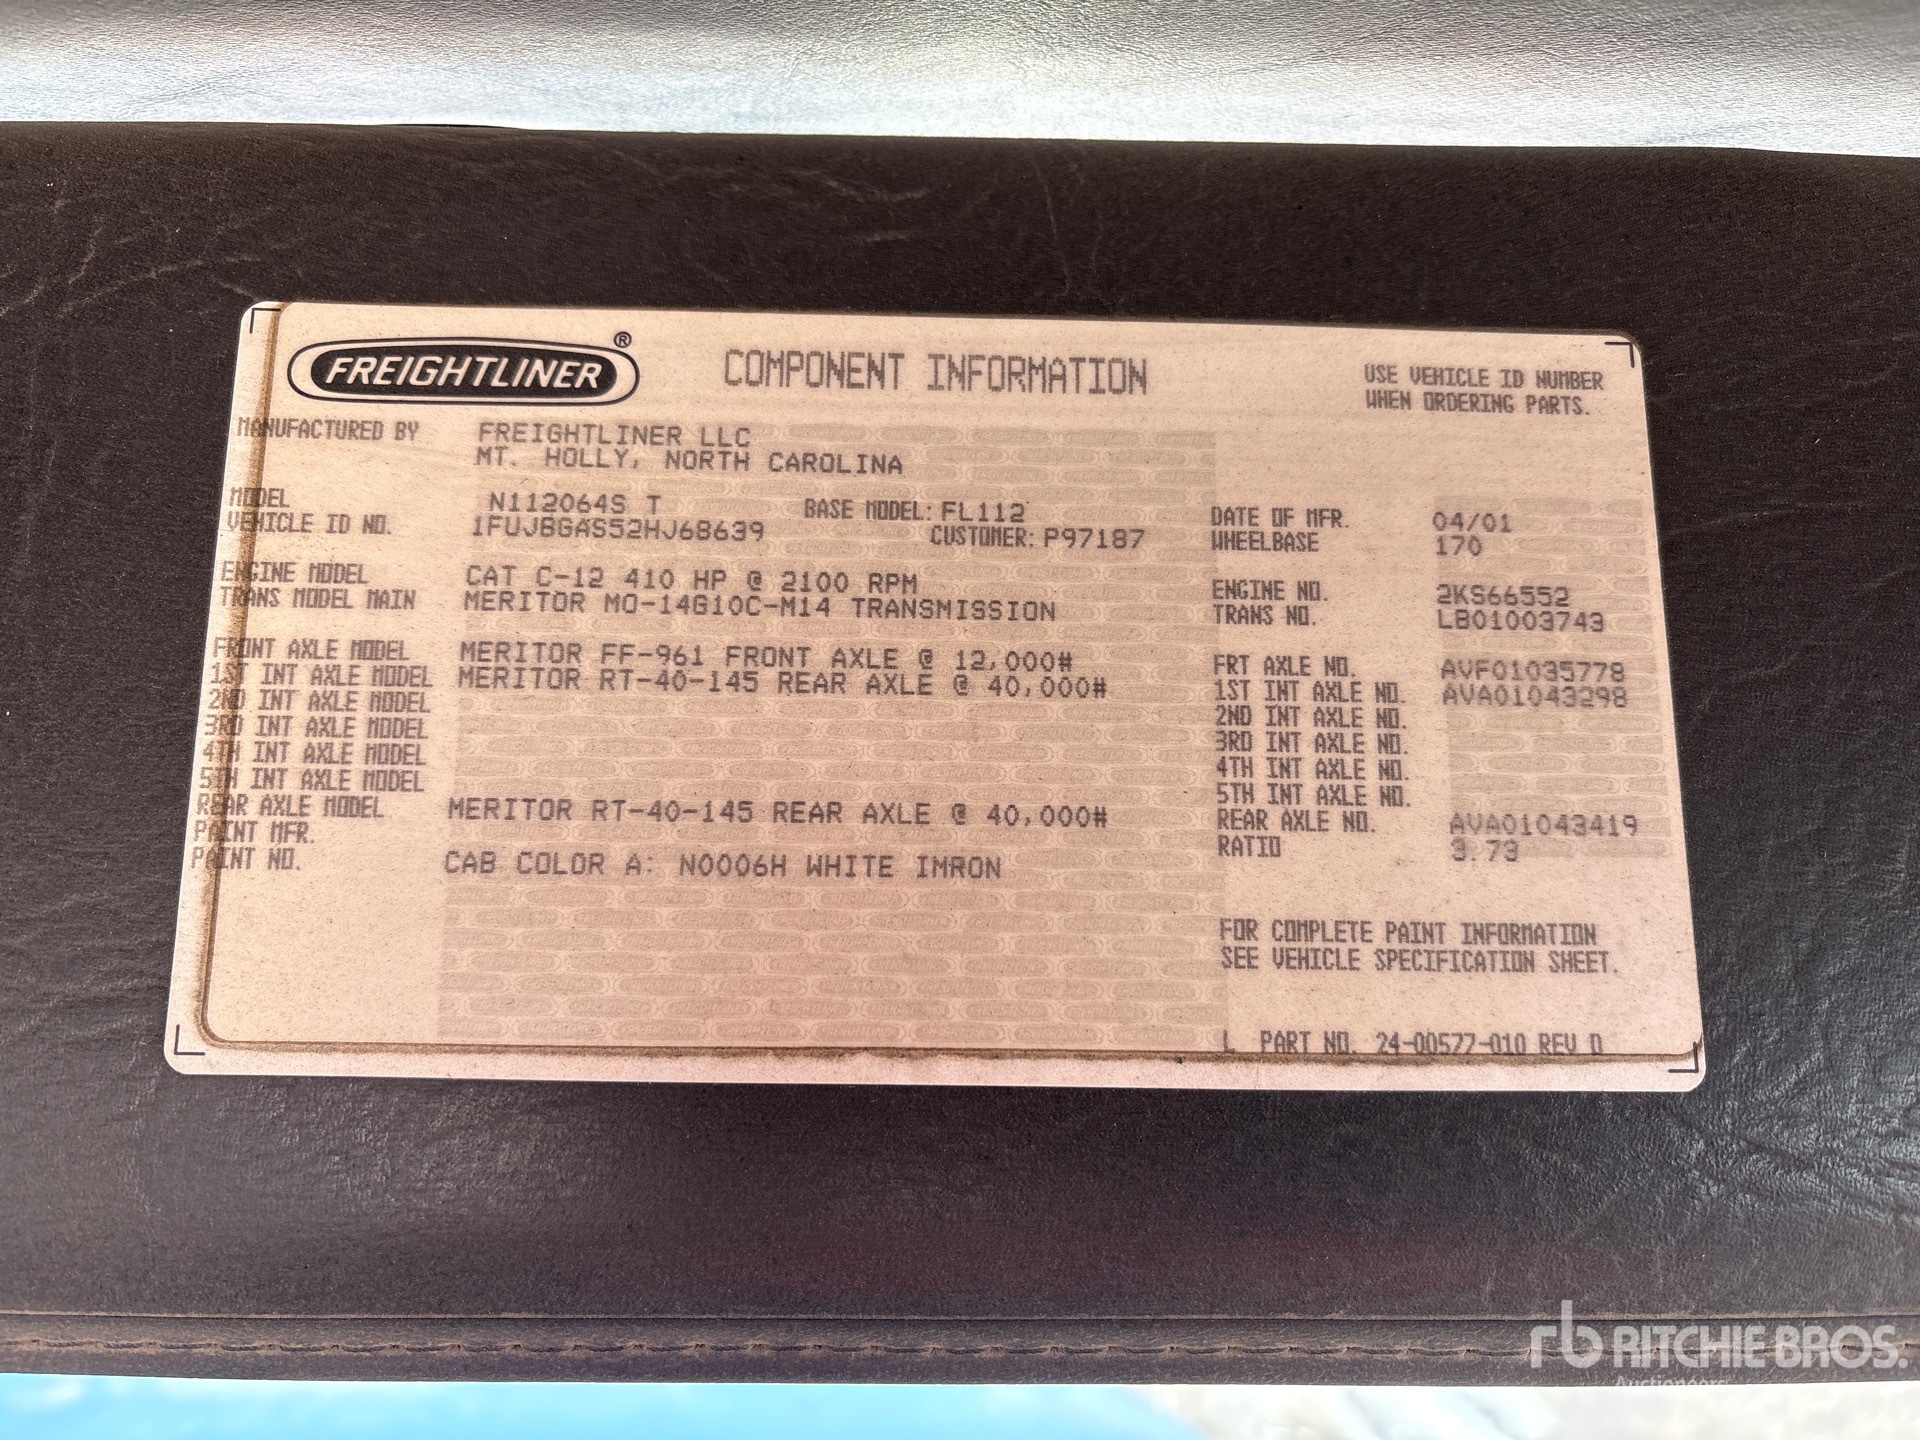 FREIGHTLINER ®
COMPONENT INFORMATION
USE VEHICLE ID NUMBER
WHEN ORDERING PARTS.
MANUFACTURED BY FREIGHTLINER LLC
MT. HOLLY, NORTH CAROLINA
MODEL N112064S T BASE MODEL: FL112
VEHICLE ID NO. 1FUJBGAS52HJ68639 CUSTOMER: P97187
DATE OF MFR. 04/01
WHEELBASE 170
ENGINE MODEL CAT C-12 410 HP @ 2100 RPM
TRANS MODEL MAIN MERITOR MO-14G10C-M14 TRANSMISSION
ENGINE NO. 2KS66552
TRANS NO. LB01003743
FRONT AXLE MODEL MERITOR FF-961 FRONT AXLE @ 12,000#
1ST INT AXLE MODEL MERITOR RT-40-145 REAR AXLE @ 40,000#
2ND INT AXLE MODEL
3RD INT AXLE MODEL
4TH INT AXLE MODEL
5TH INT AXLE MODEL
REAR AXLE MODEL MERITOR RT-40-145 REAR AXLE @ 40,000#
PAINT MFR.
PAINT NO. CAB COLOR A: N0006H WHITE IMRON
FRT AXLE NO. AVF01035778
1ST INT AXLE NO. AVA01043298
2ND INT AXLE NO.
3RD INT AXLE NO.
4TH INT AXLE NO.
5TH INT AXLE NO.
REAR AXLE NO. AVA01043419
RATIO 3.73
FOR COMPLETE PAINT INFORMATION
SEE VEHICLE SPECIFICATION SHEET.
L PART NO. 24-00577-010 REV D
rb RITCHIE BROS.
Auctioneers